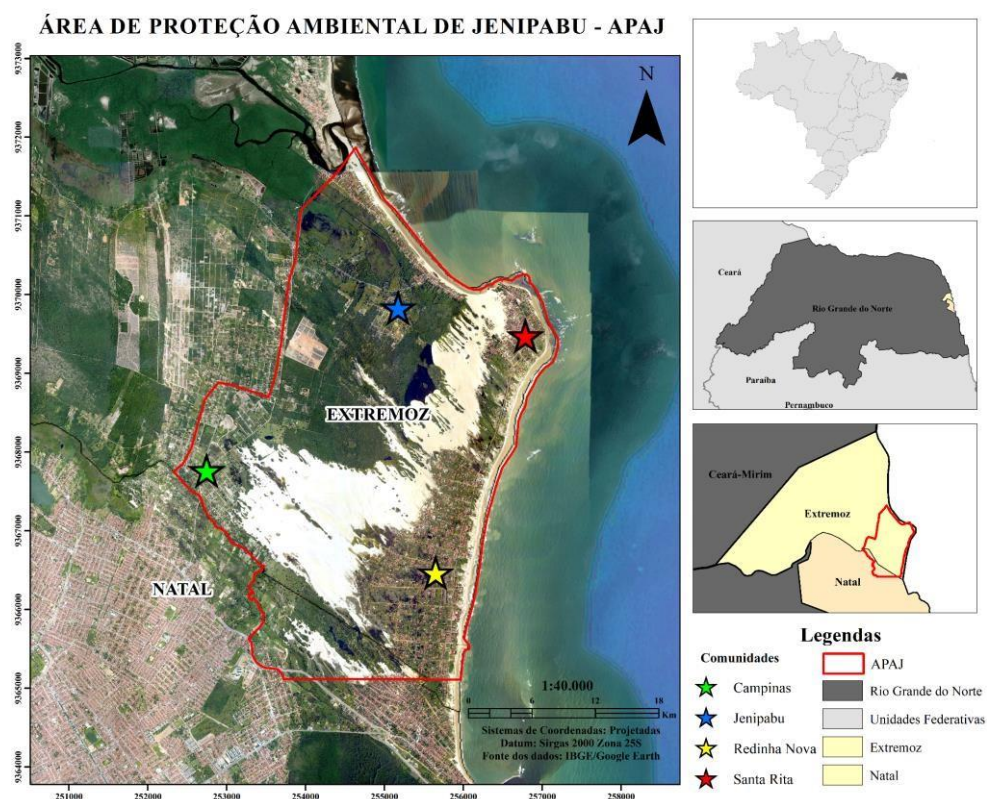 ÁREA DE PROTEÇÃO AMBIENTAL DE JENIPABU - APAJ
N
9373000
9372000
9371000
9370000
9369000
9368000
9367000
9366000
9365000
9364000
EXTREMOZ
NATAL
1:40.000
0 6 12 18
Km
Sistemas de Coordenadas: Projetadas
Datum: Sirgas 2000 Zona 25S
Fonte dos dados: IBGE/Google Earth
251000 252000 253000 254000 255000 256000 257000 258000
Ceará
Rio Grande do Norte
Paraíba
Pernambuco
Ceará-Mirim
Extremoz
Natal
Legendas
Comunidades
Campinas
Jenipabu
Redinha Nova
Santa Rita
APAJ
Rio Grande do Norte
Unidades Federativas
Extremoz
Natal